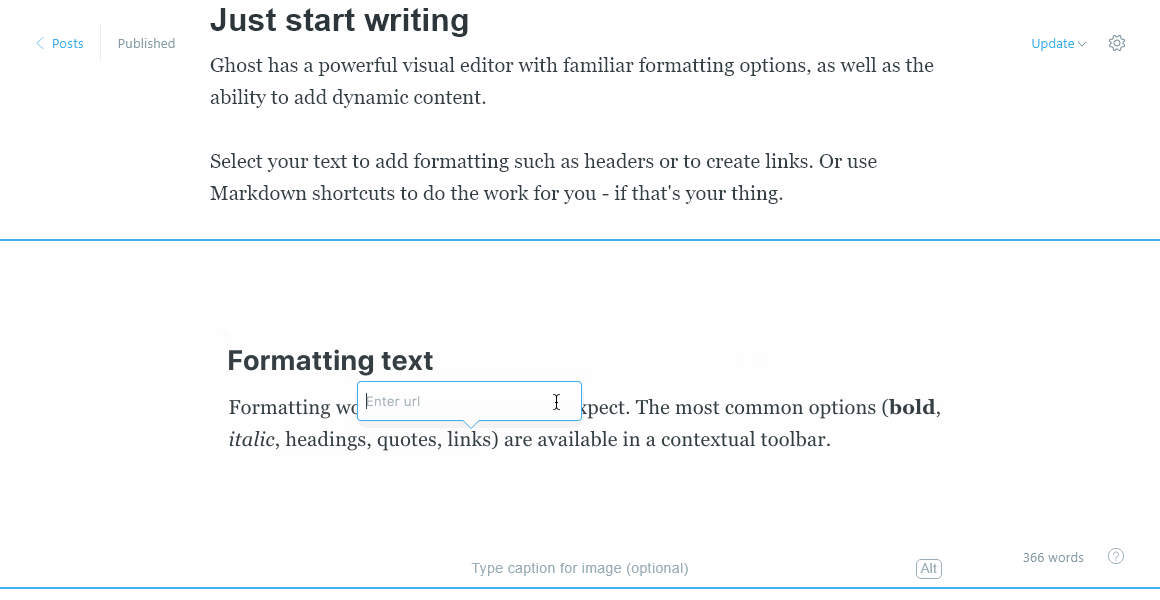 Just start writing
Posts
Published
Update
Ghost has a powerful visual editor with familiar formatting options, as well as the
ability to add dynamic content.
Select your text to add formatting such as headers or to create links. Or use
Markdown shortcuts to do the work for you - if that's your thing.
Formatting text
Enter url
Formatting wo xpect. The most common options (bold,
italic, headings, quotes, links) are available in a contextual toolbar.
366 words
?
Type caption for image (optional)
Alt